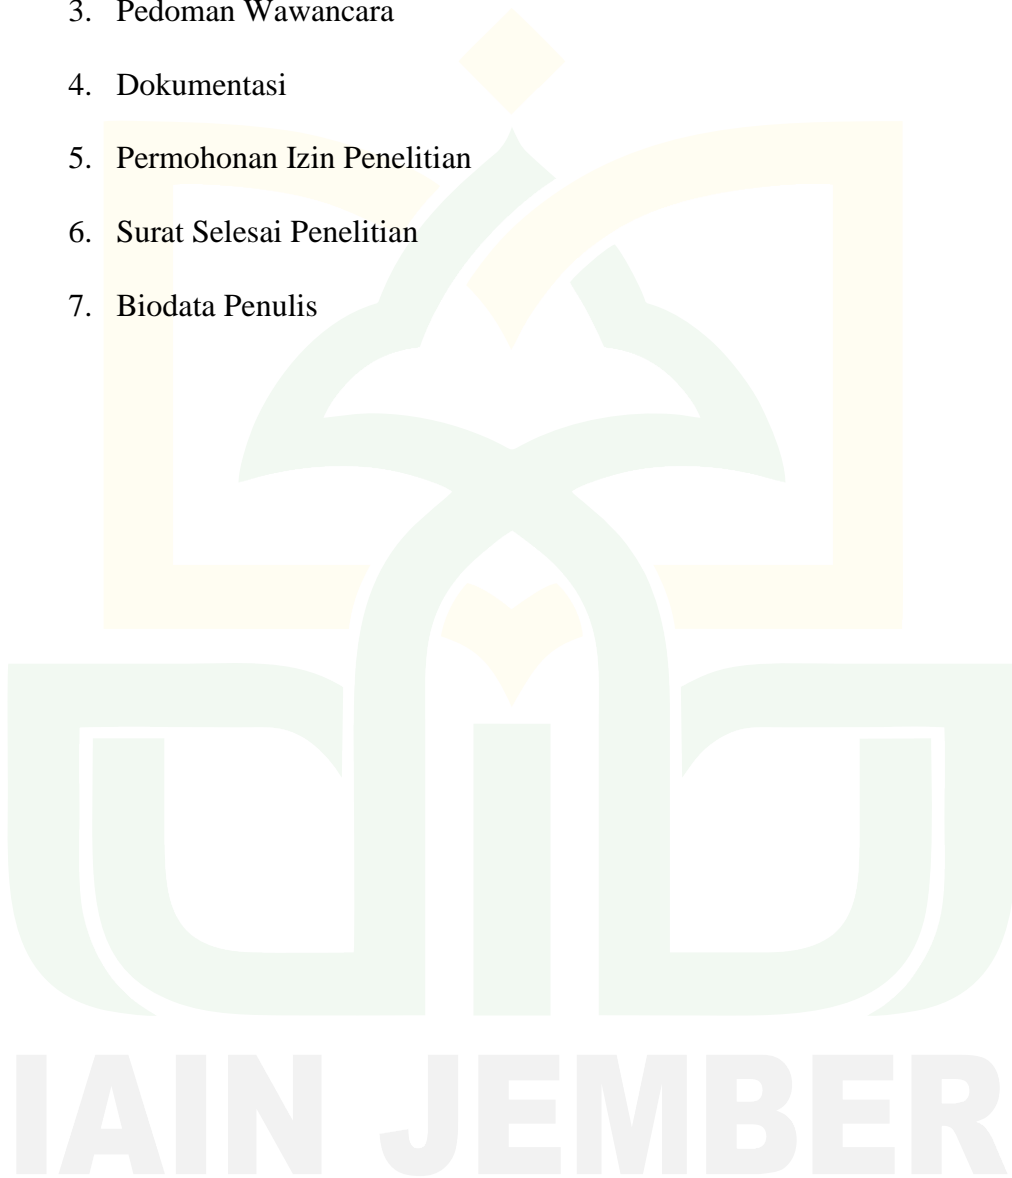 3. Pedoman Wawancara
4. Dokumentasi
5. Permohonan Izin Penelitian
6. Surat Selesai Penelitian
7. Biodata Penulis
IAIN JEMBER